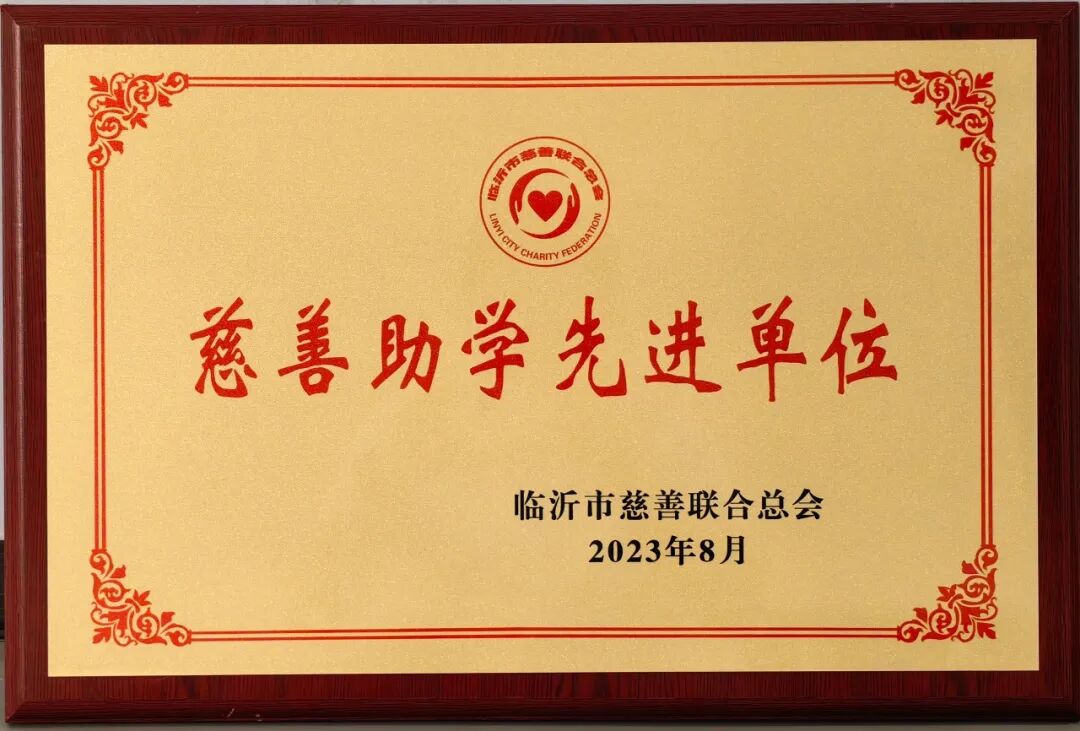 临沂市慈善联合总会
LINYI CITY CHARITY FEDERATION
慈善助学先进单位
临沂市慈善联合总会
2023年8月